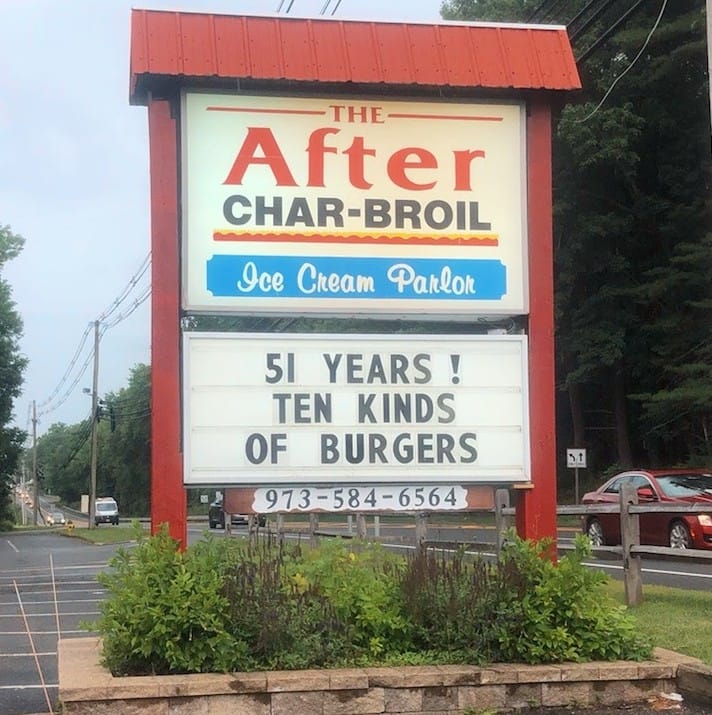 THE
After
CHAR-BROIL
Ice Cream Parlor
51 YEARS !
TEN KINDS
OF BURGERS
973-584-6564